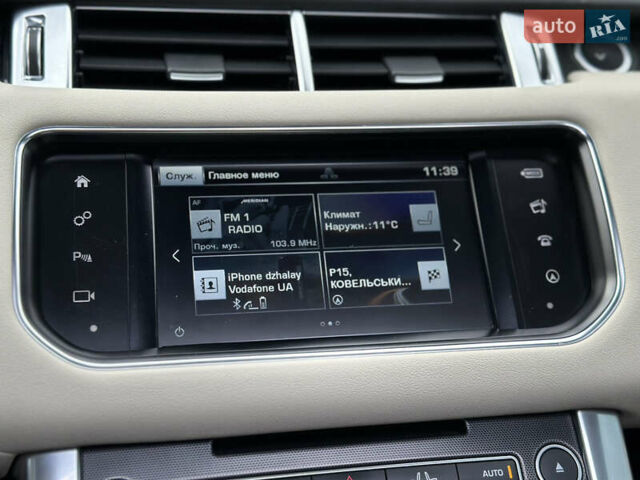 auto RIA.com
Служ. Главное меню 11:39
AF MERIDIAN
FM 1
RADIO
Проч. муз. 103.9 MHz
Климат
Наружн.:11°C
iPhone dzhalay
Vodafone UA
P15,
КОВЕЛЬСЬКИ...
P
AUTO